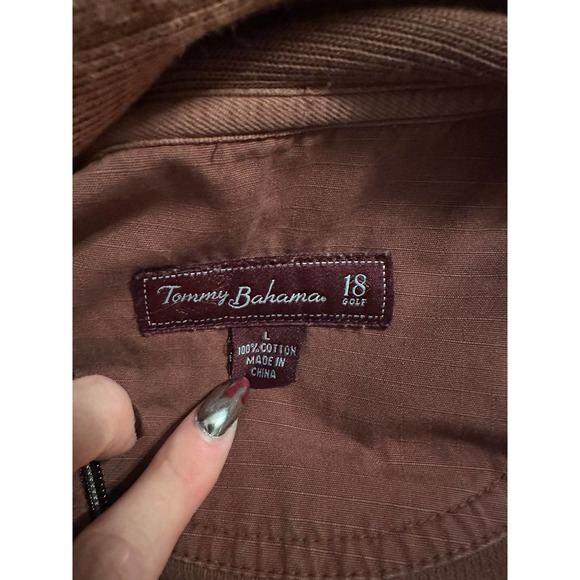 Tommy Bahama® 18
GOLF
L
100% COTTON
MADE IN
CHINA